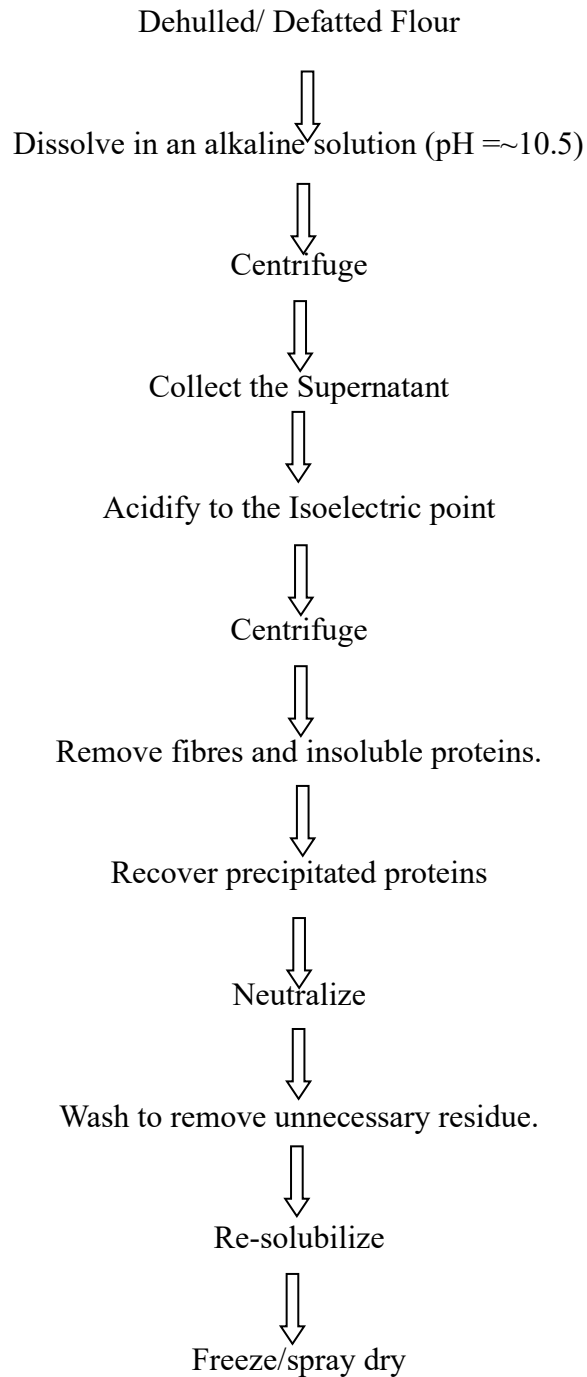 Dehulled/ Defatted Flour
Dissolve in an alkaline solution (pH =~10.5)
Centrifuge
Collect the Supernatant
Acidify to the Isoelectric point
Centrifuge
Remove fibres and insoluble proteins.
Recover precipitated proteins
Neutralize
Wash to remove unnecessary residue.
Re-solubilize
Freeze/spray dry